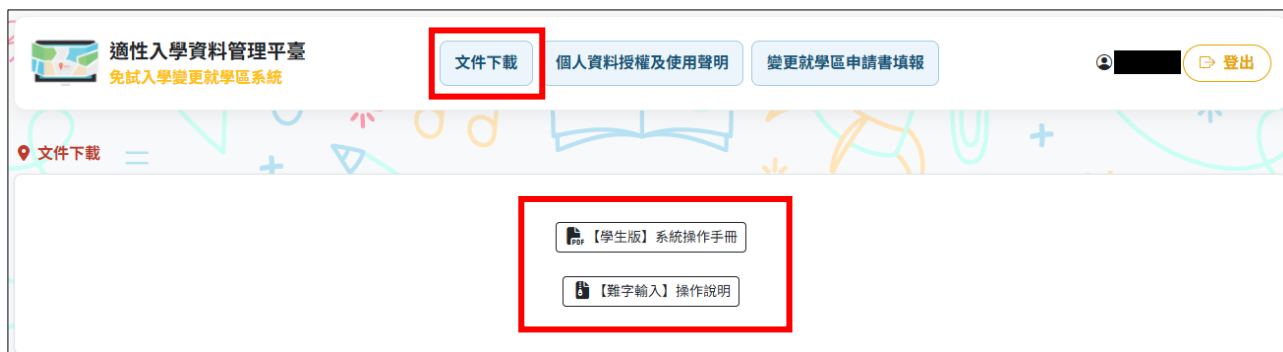 適性入學資料管理平臺
免試入學變更就學區系統
文件下載
個人資料授權及使用聲明
變更就學區申請書填報
登出
文件下載
PDF 【學生版】系統操作手冊
【難字輸入】操作說明